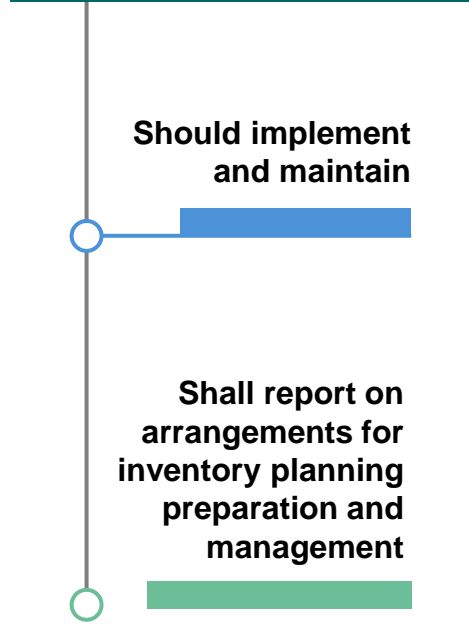 Should implement
and maintain
Shall report on
arrangements for
inventory planning
preparation and
management